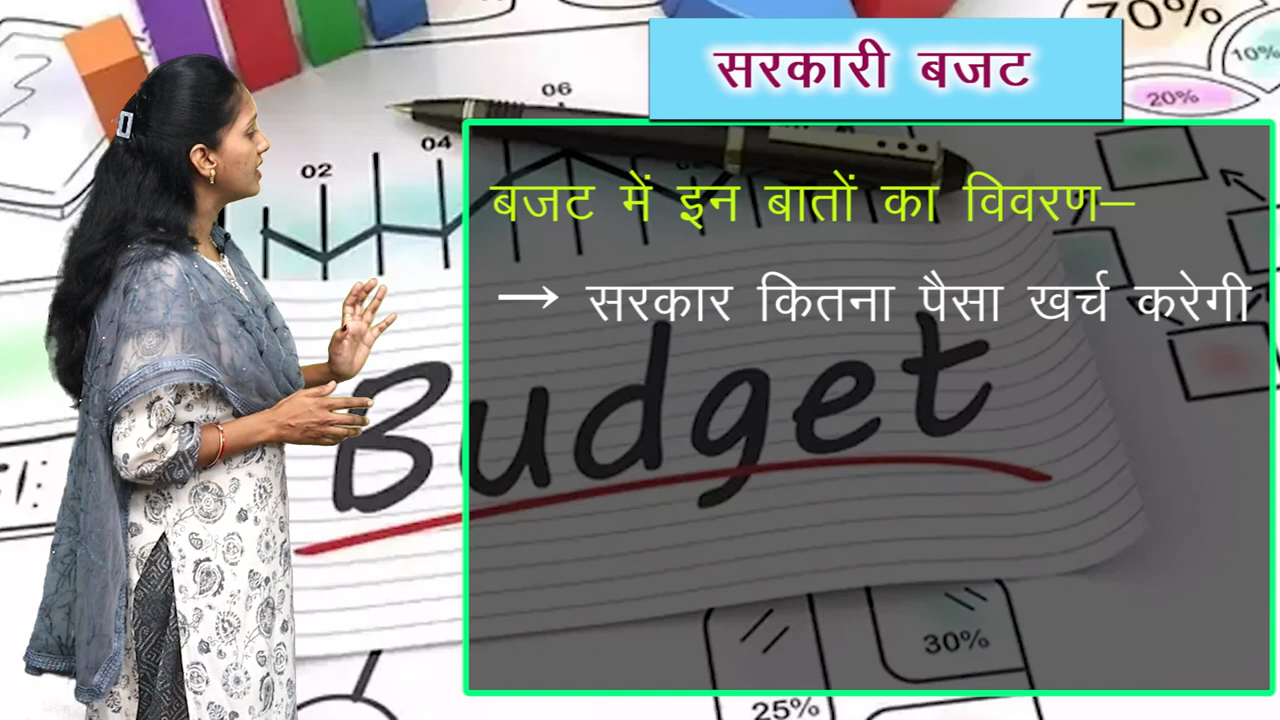 70%
10%
20%
सरकारी बजट
06
04
02
बजट में इन बातों का विवरण–
→ सरकार कितना पैसा खर्च करेगी
Budget
30%
25%